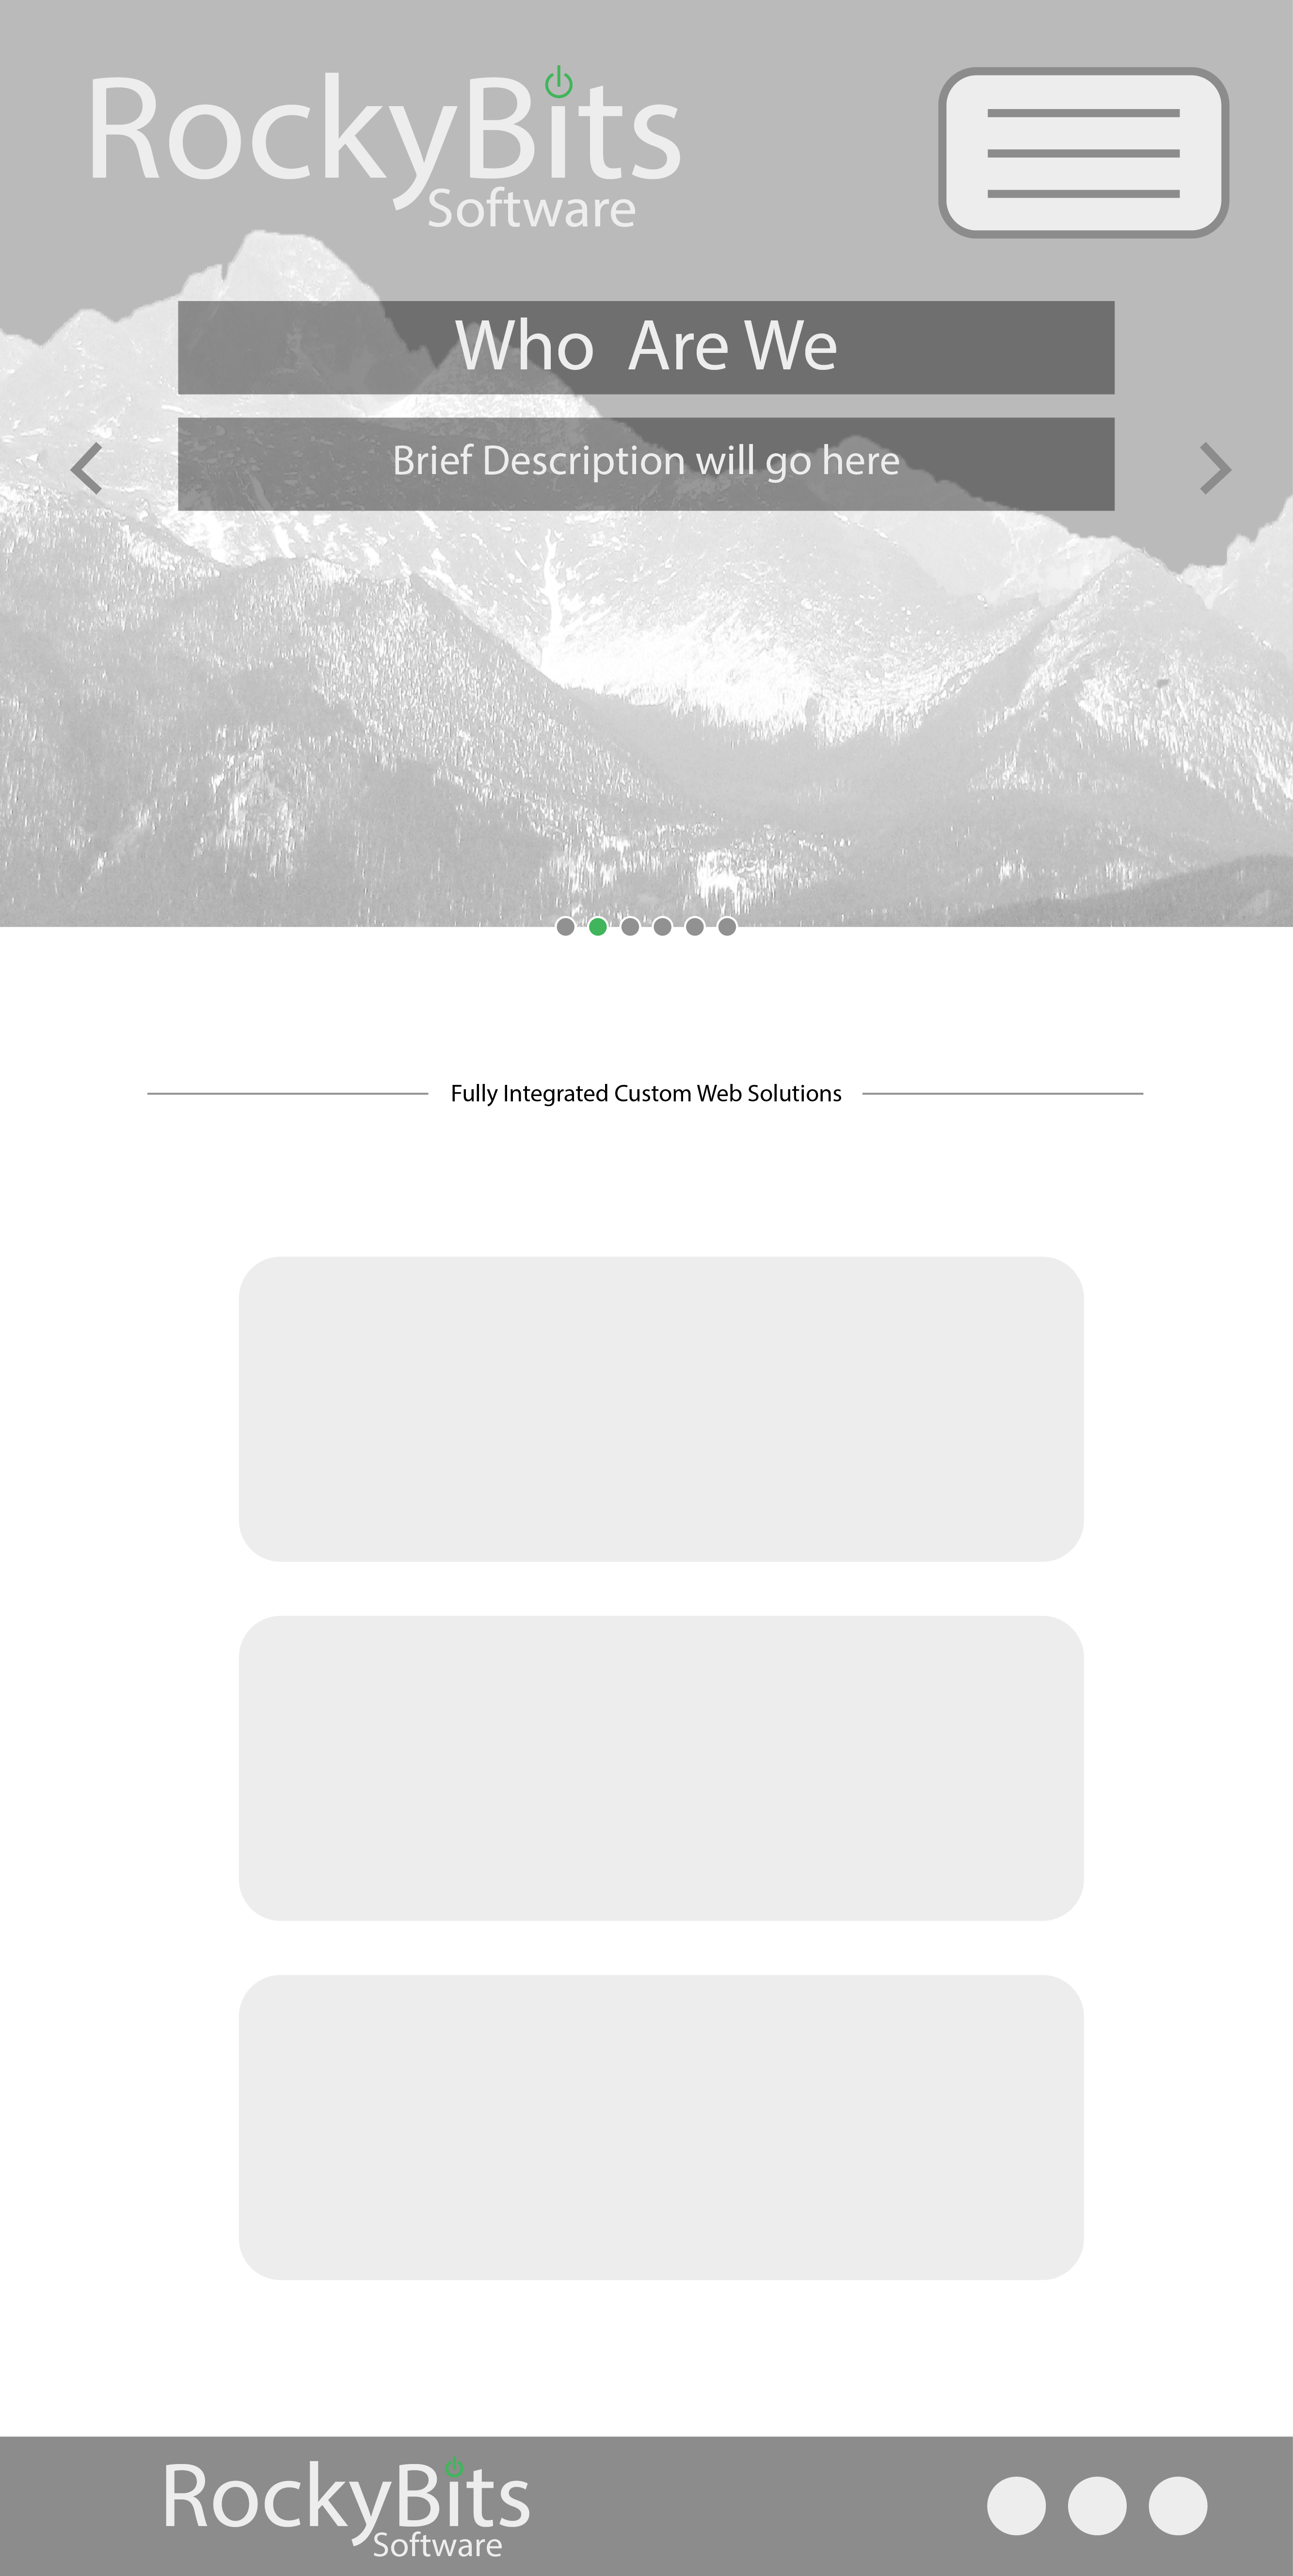 RockyBits
Software
Who  Are We
Brief Description will go here
Fully Integrated Custom Web Solutions
RockyBits
Software